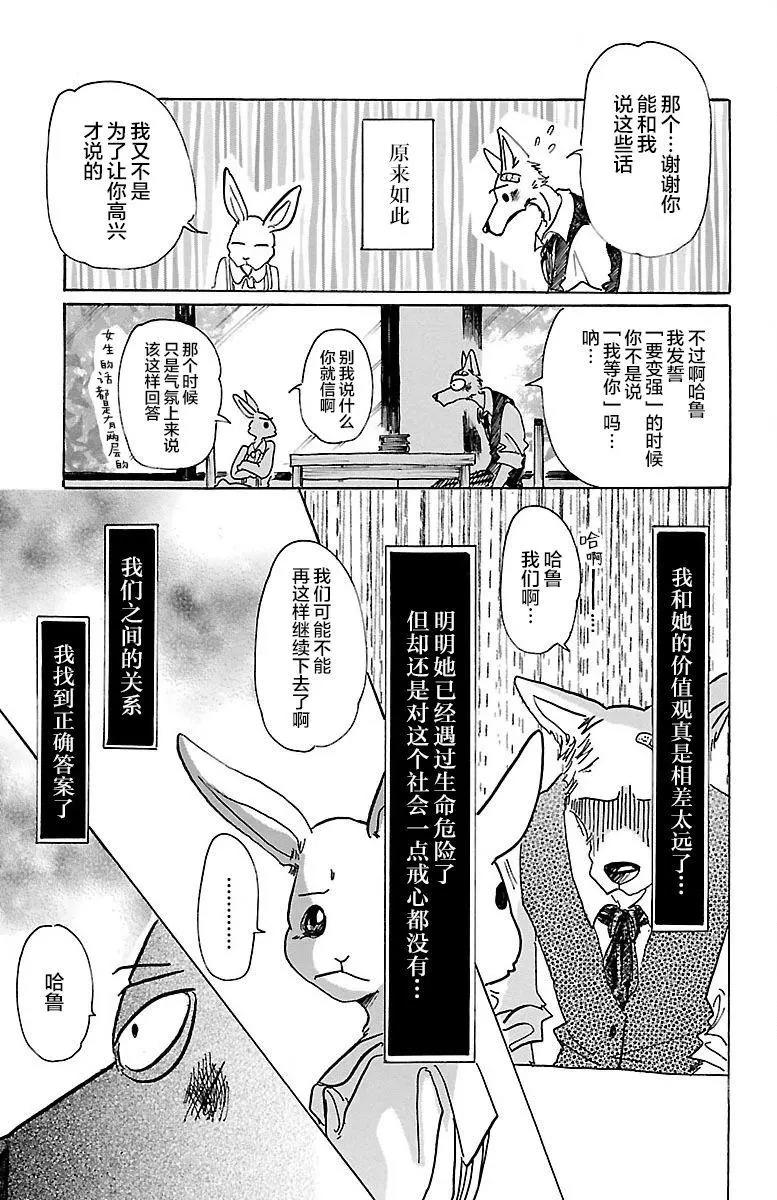 那个…谢谢你
能和我
说这些话
原来如此
我又不是
为了让你高兴
才说的
不过啊哈鲁
我发誓
「要变强」的时候
你不是说
「我等你」吗…
呐…
别我说什么
你就信啊
那个时候
只是气氛上来说
该这样回答
女生的话都是有两层的
我和她的价值观真是相差太远了…
哈啊…
哈鲁
我们啊…
明明她已经遇过生命危险了
但却还是对这个社会一点戒心都没有…
我们可能不能
再这样继续下去了啊
我们之间的关系
我找到正确答案了
……
哈鲁